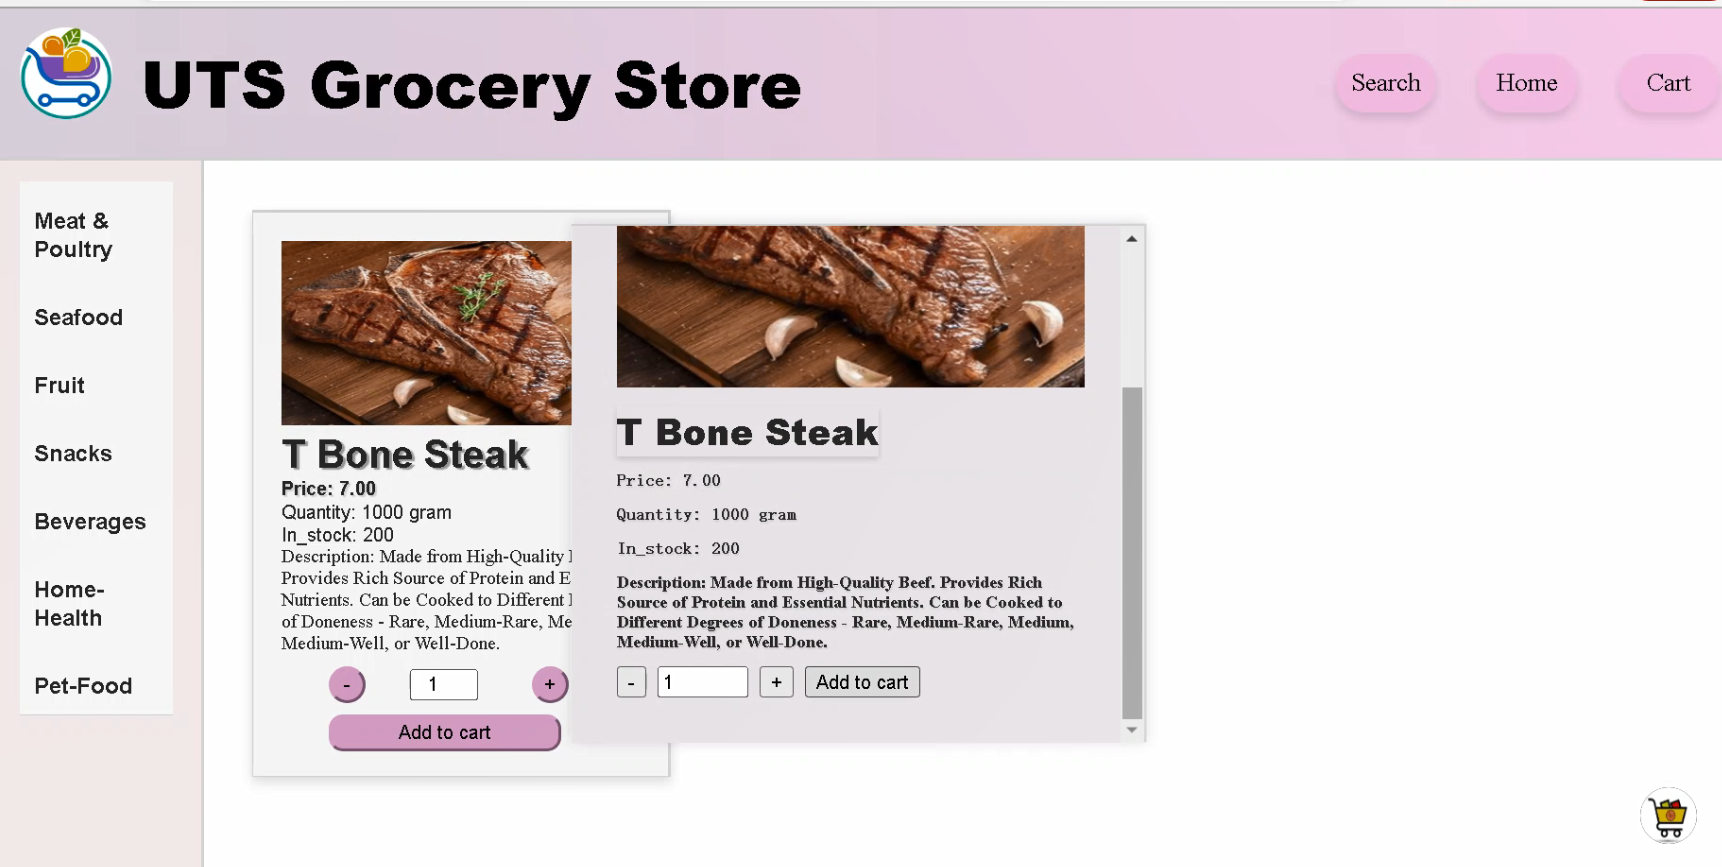 UTS Grocery Store
Search
Home
Cart
Meat &
Poultry
Seafood
Fruit
Snacks
Beverages
Home-
Health
Pet-Food
T Bone Steak
Price: 7.00
Quantity: 1000 gram
In_stock: 200
Description: Made from High-Quality
Provides Rich Source of Protein and
Nutrients. Can be Cooked to Different
of Doneness - Rare, Medium-Rare,
Medium-Well, or Well-Done.
- 1 +
Add to cart
T Bone Steak
Price: 7.00
Quantity: 1000 gram
In_stock: 200
Description: Made from High-Quality Beef. Provides Rich
Source of Protein and Essential Nutrients. Can be Cooked to
Different Degrees of Doneness - Rare, Medium-Rare, Medium,
Medium-Well, or Well-Done.
- 1 + Add to cart